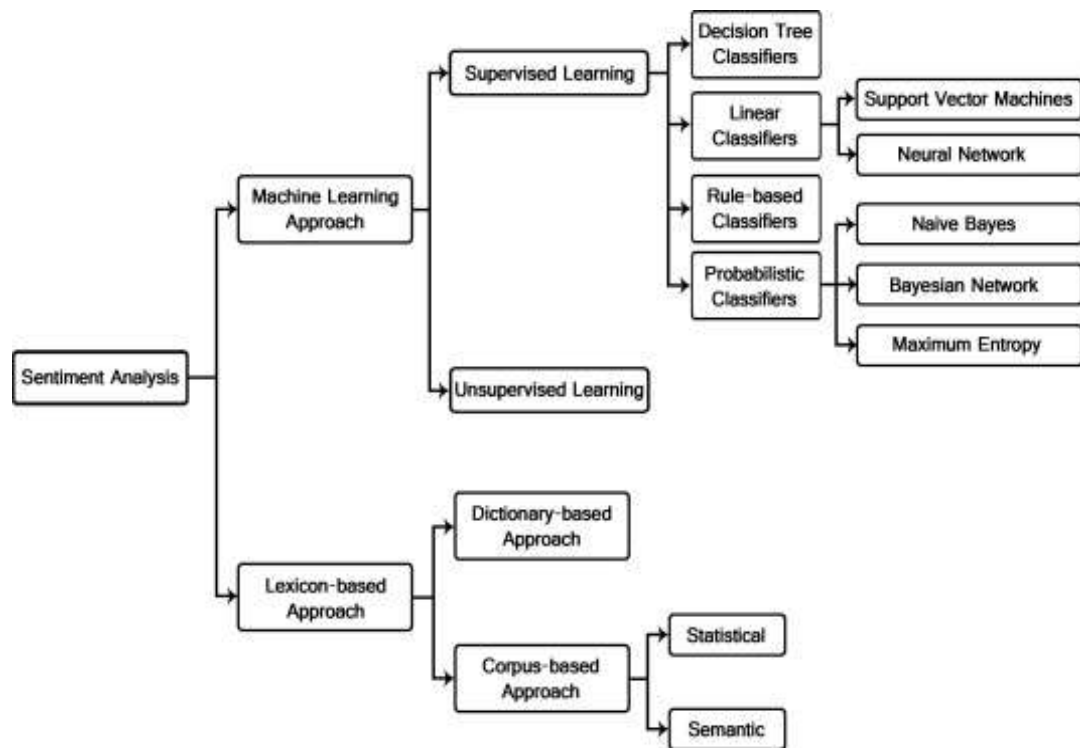 Decision Tree
Classifiers
Supervised Learning
Support Vector Machines
Linear
Classifiers
Neural Network
Machine Learning
Approach
Rule-based
Classifiers
Naive Bayes
Probabilistic
Classifiers
Bayesian Network
Maximum Entropy
Sentiment Analysis
Unsupervised Learning
Dictionary-based
Approach
Lexicon-based
Approach
Statistical
Corpus-based
Approach
Semantic